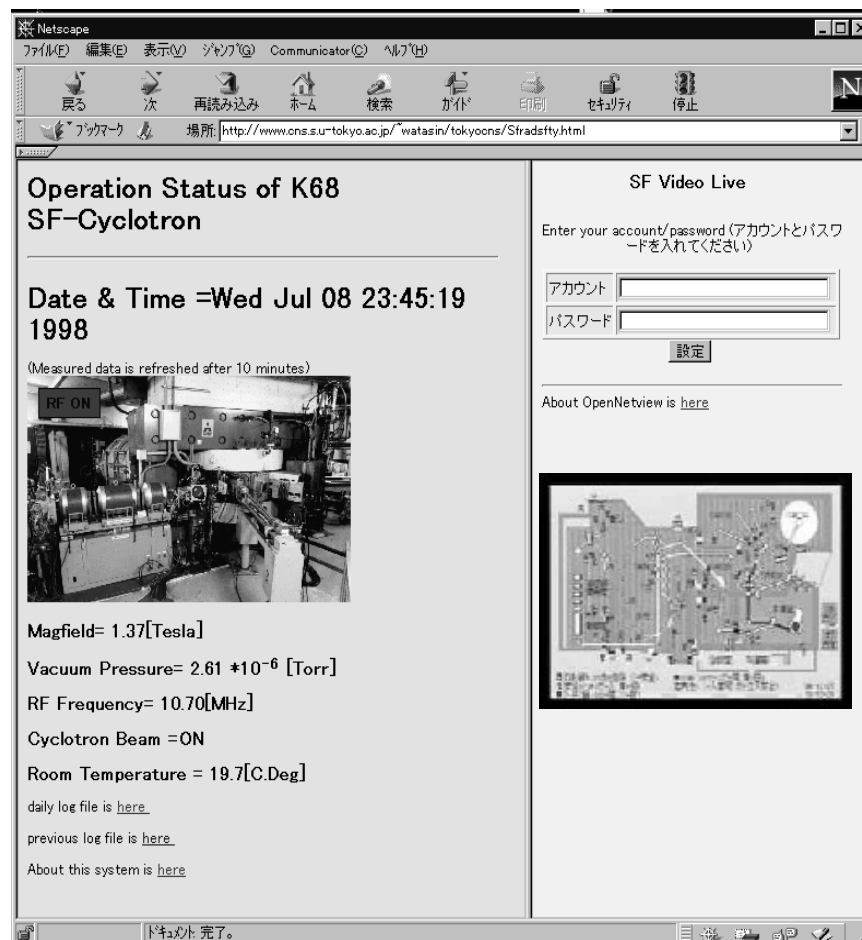 Netscape
ファイル(F) 編集(E) 表示(V) ジャンプ(G) Communicator(C) ヘルプ(H)
戻る 次 再読み込み ホーム 検索 ガイド 印刷 セキュリティ 停止 N
ブックマーク 場所: http://www.cns.s.u-tokyo.ac.jp/~watasin/tokyocns/Sfradsfty.html
Operation Status of K68
SF-Cyclotron
Date & Time =Wed Jul 08 23:45:19
1998
(Measured data is refreshed after 10 minutes)
RF ON
Magfield= 1.37[Tesla]
Vacuum Pressure= 2.61 *10⁻⁶ [Torr]
RF Frequency= 10.70[MHz]
Cyclotron Beam =ON
Room Temperature = 19.7[C.Deg]
daily log file is here
previous log file is here
About this system is here
SF Video Live
Enter your account/password (アカウントとパスワ
ードを入れてください)
アカウント
パスワード
設定
About OpenNetview is here
ドキュメント: 完了。